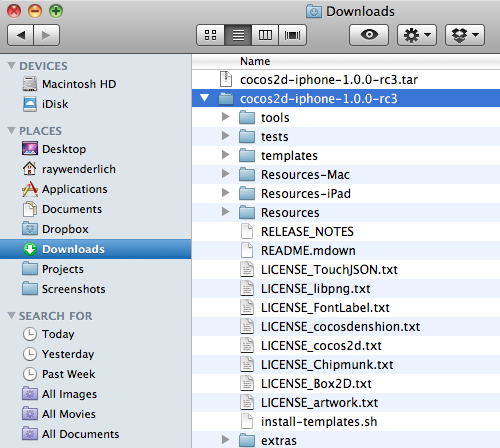 Downloads
DEVICES
Macintosh HD
iDisk
PLACES
Desktop
raywenderlich
Applications
Documents
Dropbox
Downloads
Projects
Screenshots
SEARCH FOR
Today
Yesterday
Past Week
All Images
All Movies
All Documents
Name
cocos2d-iphone-1.0.0-rc3.tar
cocos2d-iphone-1.0.0-rc3
tools
tests
templates
Resources-Mac
Resources-iPad
Resources
RELEASE_NOTES
README.mdown
LICENSE_TouchJSON.txt
LICENSE_libpng.txt
LICENSE_FontLabel.txt
LICENSE_cocosdenshion.txt
LICENSE_cocos2d.txt
LICENSE_Chipmunk.txt
LICENSE_Box2D.txt
LICENSE_artwork.txt
install-templates.sh
extras